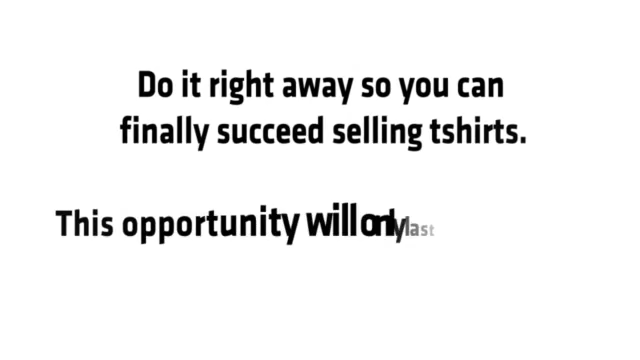 Do it right away so you can
finally succeed selling tshirts.
This opportunity will only last